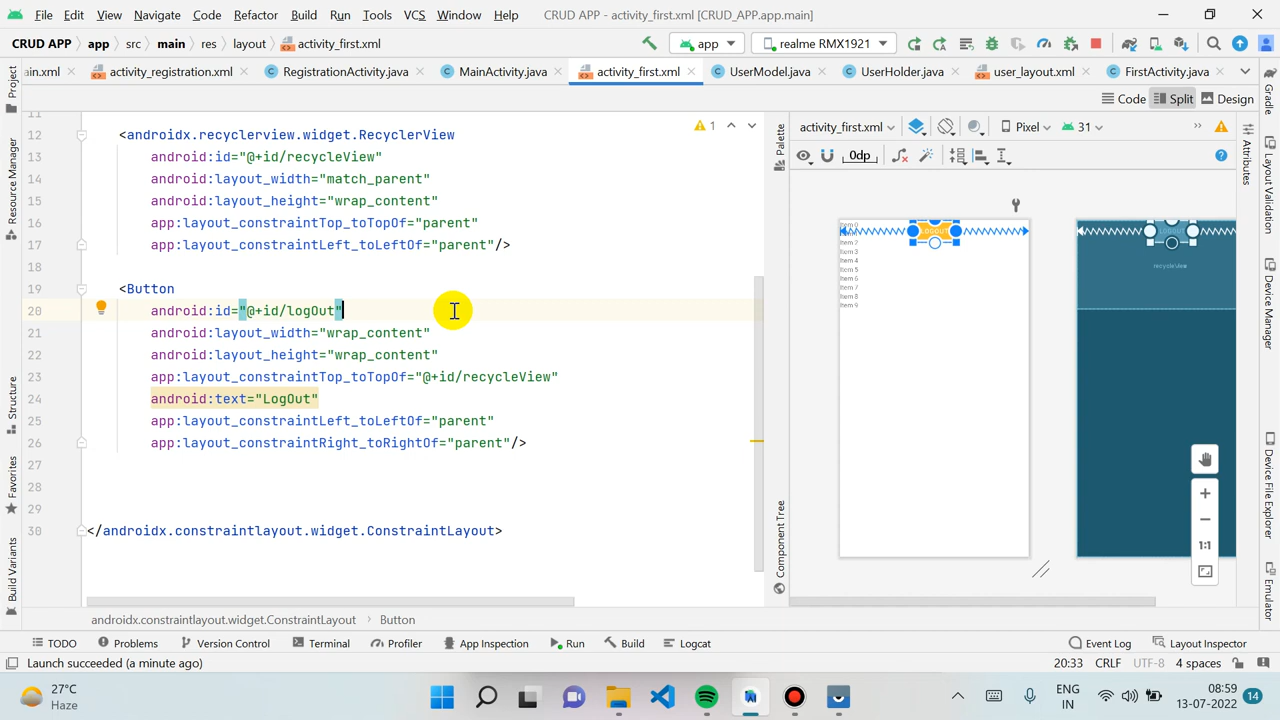 File Edit View Navigate Code Refactor Build Run Tools VCS Window Help CRUD APP - activity_first.xml [CRUD_APP.app.main]
CRUD APP app src main res layout activity_first.xml app realme RMX1921
ain.xml activity_registration.xml RegistrationActivity.java MainActivity.java activity_first.xml UserModel.java UserHolder.java user_layout.xml FirstActivity.java
Code Split Design
11
12 <androidx.recyclerview.widget.RecyclerView
13 android:id="@+id/recycleView"
14 android:layout_width="match_parent"
15 android:layout_height="wrap_content"
16 app:layout_constraintTop_toTopOf="parent"
17 app:layout_constraintLeft_toLeftOf="parent"/>
18
19 <Button
20 android:id="@+id/logOut"
21 android:layout_width="wrap_content"
22 android:layout_height="wrap_content"
23 app:layout_constraintTop_toTopOf="@+id/recycleView"
24 android:text="LogOut"
25 app:layout_constraintLeft_toLeftOf="parent"
26 app:layout_constraintRight_toRightOf="parent"/>
27
28
29
30 </androidx.constraintlayout.widget.ConstraintLayout>
1
activity_first.xml Pixel 31
0dp
Item 0
LOGOUT
LOGOUT
Item 2
Item 3
Item 4
Item 5
Item 6
Item 7
Item 8
Item 9
recycleView
1:1
Project
Resource Manager
Structure
Favorites
Build Variants
Palette
Component Tree
Attributes
Gradle
Layout Validation
Device Manager
Device File Explorer
Emulator
androidx.constraintlayout.widget.ConstraintLayout Button
TODO Problems Version Control Terminal Profiler App Inspection Run Build Logcat Event Log Layout Inspector
Launch succeeded (a minute ago) 20:33 CRLF UTF-8 4 spaces
27°C
Haze
ENG
IN
08:59
13-07-2022
14